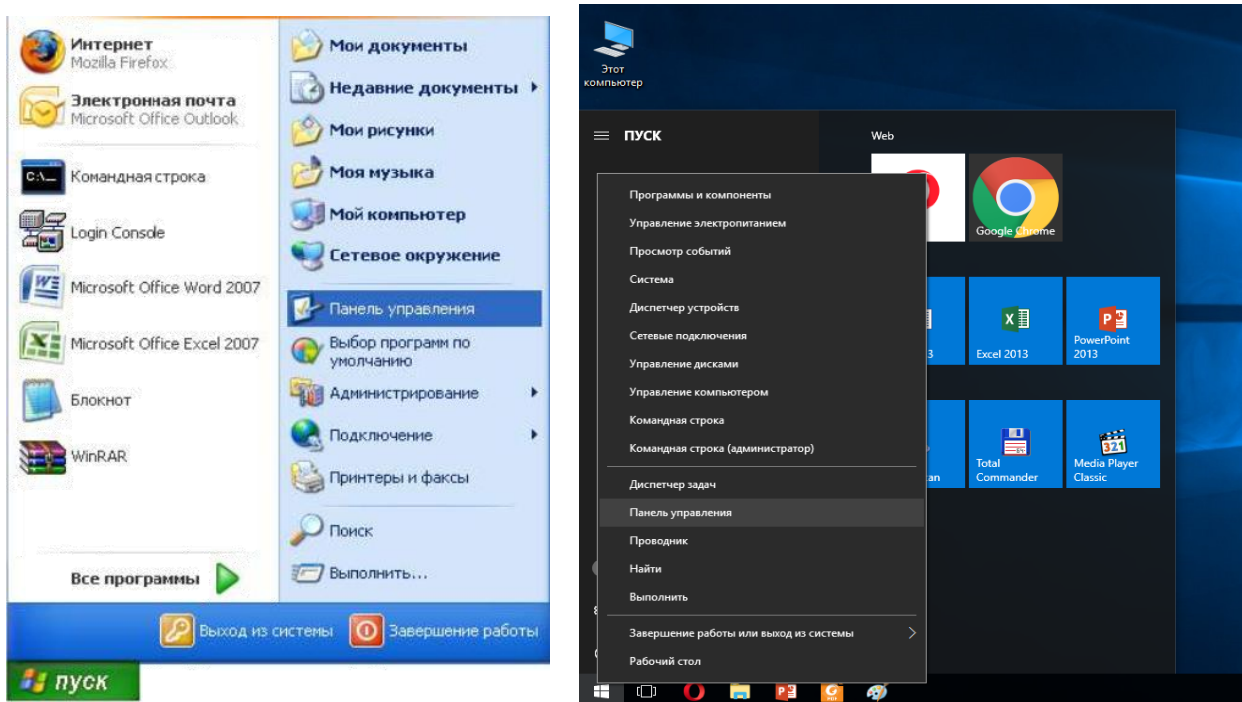 Интернет
Mozilla Firefox
Электронная почта
Microsoft Office Outlook
C:\_
Командная строка
Login Console
Microsoft Office Word 2007
Microsoft Office Excel 2007
Блокнот
WinRAR
Все программы
Мои документы
Недавние документы
Мои рисунки
Моя музыка
Мой компьютер
Сетевое окружение
Панель управления
Выбор программ по
умолчанию
Администрирование
Подключение
Принтеры и факсы
Поиск
Выполнить...
Выход из системы
Завершение работы
пуск
Этот
компьютер
ПУСК
Web
Google Chrome
3
Excel 2013
PowerPoint
2013
an
Total
Commander
321
Media Player
Classic
Программы и компоненты
Управление электропитанием
Просмотр событий
Система
Диспетчер устройств
Сетевые подключения
Управление дисками
Управление компьютером
Командная строка
Командная строка (администратор)
Диспетчер задач
Панель управления
Проводник
Найти
Выполнить
Завершение работы или выход из системы
Рабочий стол